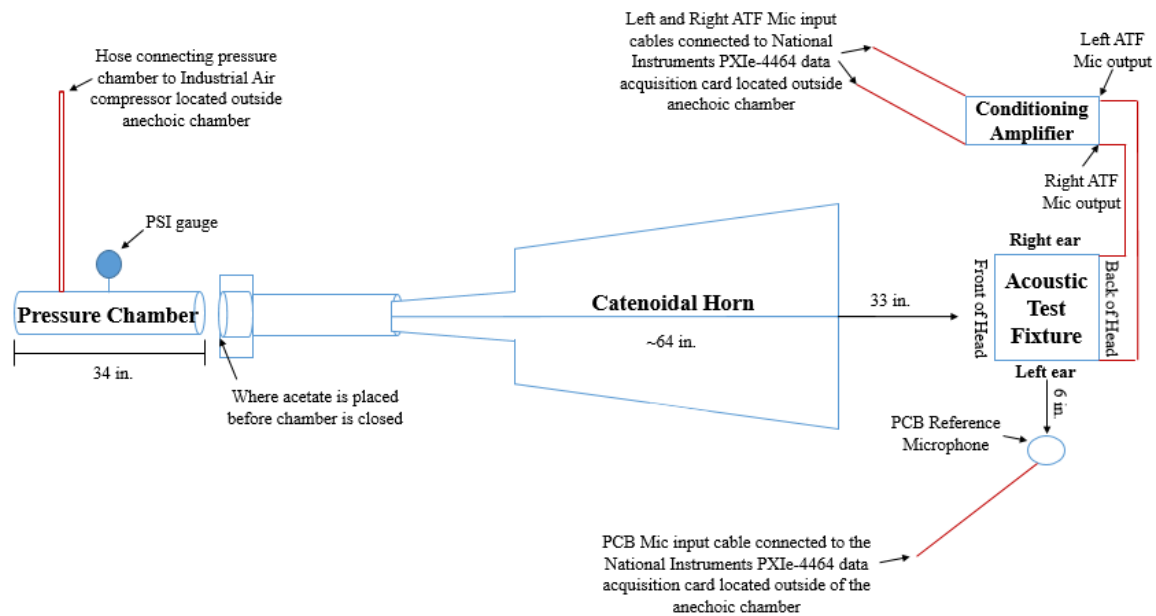 Hose connecting pressure
chamber to Industrial Air
compressor located outside
anechoic chamber
PSI gauge
Pressure Chamber
34 in.
Where acetate is placed
before chamber is closed
Catenoidal Horn
~64 in.
33 in.
Left and Right ATF Mic input
cables connected to National
Instruments PXIe-4464 data
acquisition card located outside
anechoic chamber
Left ATF
Mic output
Conditioning
Amplifier
Right ATF
Mic output
Right ear
Front of Head
Acoustic
Test
Fixture
Back of Head
Left ear
6 in.
PCB Reference
Microphone
PCB Mic input cable connected to the
National Instruments PXIe-4464 data
acquisition card located outside of the
anechoic chamber